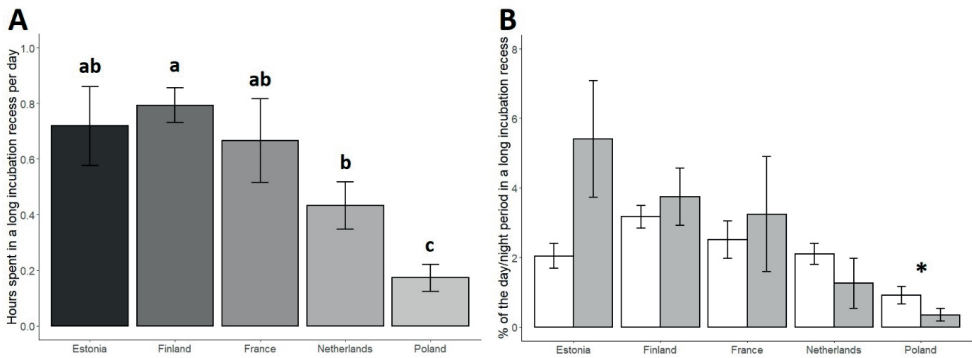 A
Hours spent in a long incubation recess per day
1.0
0.8
0.6
0.4
0.2
0.0
ab
a
ab
b
c
Estonia Finland France Netherlands Poland
B
% of the day/night period in a long incubation recess
8
6
4
2
0
*
Estonia Finland France Netherlands Poland